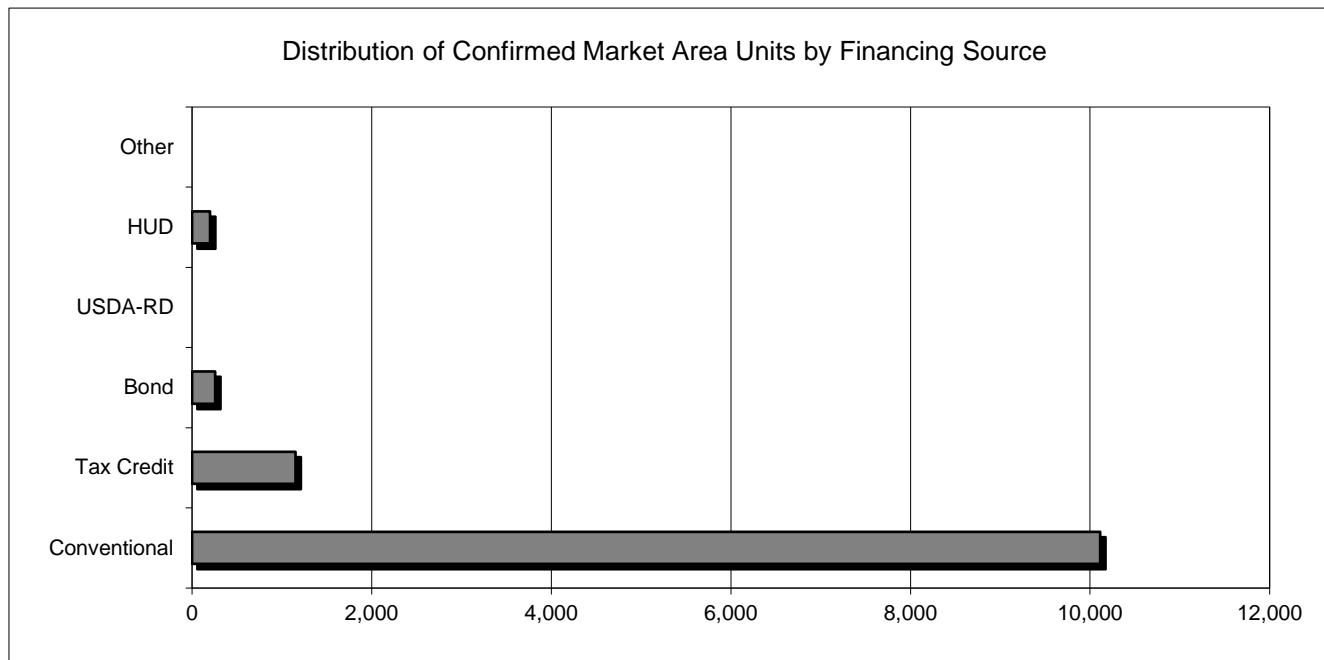 Distribution of Confirmed Market Area Units by Financing Source
Other
HUD
USDA-RD
Bond
Tax Credit
Conventional
0 2,000 4,000 6,000 8,000 10,000 12,000